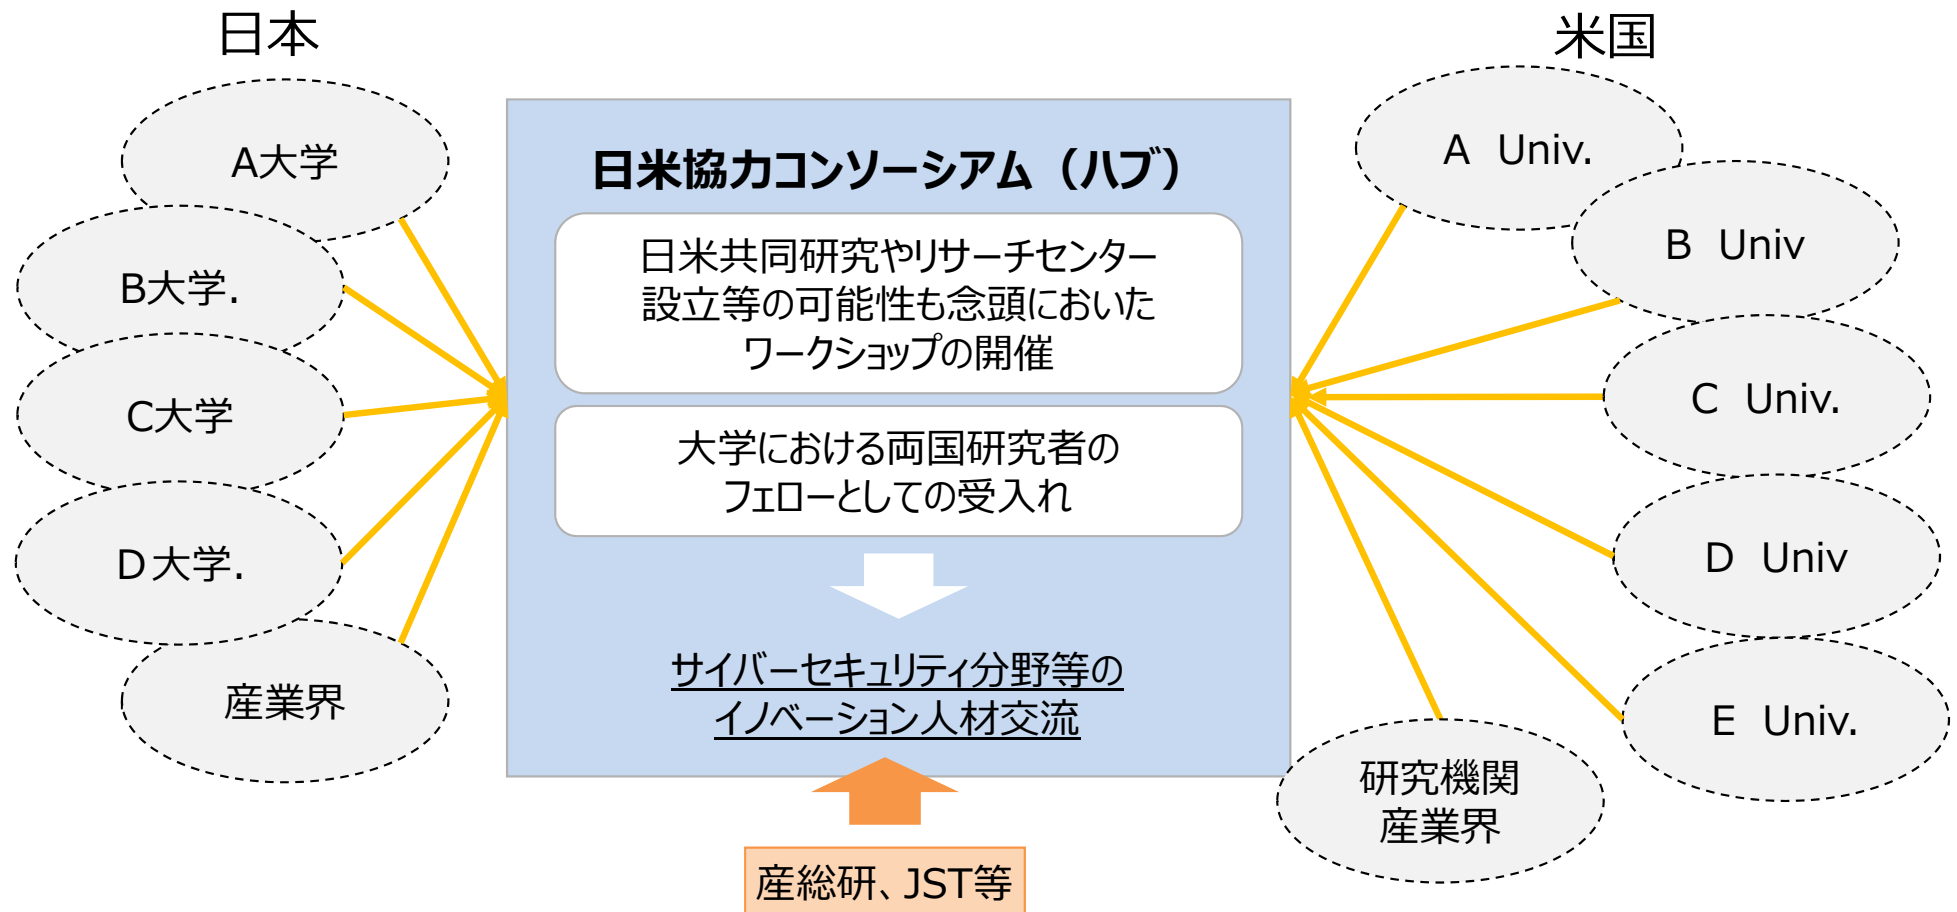 日本
A大学
B大学.
C大学
D大学.
産業界
日米協力コンソーシアム（ハブ）
日米共同研究やリサーチセンター
設立等の可能性も念頭においた
ワークショップの開催
大学における両国研究者の
フェローとしての受入れ
サイバーセキュリティ分野等の
イノベーション人材交流
産総研、JST等
米国
A Univ.
B Univ
C Univ.
D Univ
E Univ.
研究機関
産業界